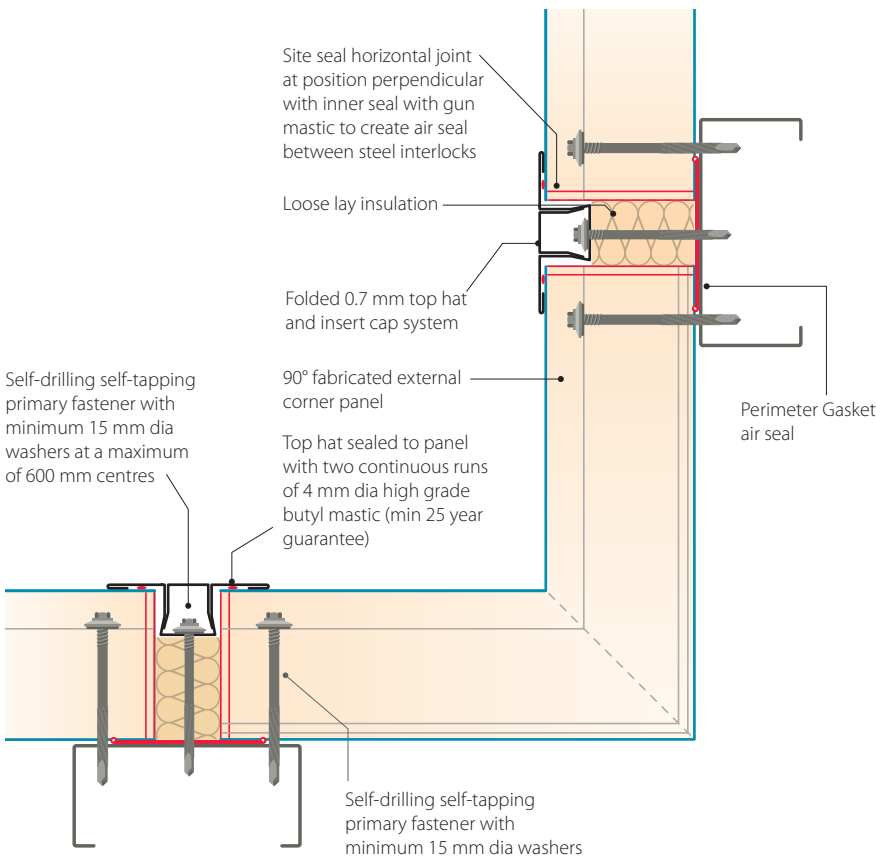 Site seal horizontal joint
at position perpendicular
with inner seal with gun
mastic to create air seal
between steel interlocks
Loose lay insulation
Folded 0.7 mm top hat
and insert cap system
Self-drilling self-tapping
primary fastener with
minimum 15 mm dia
washers at a maximum
of 600 mm centres
90° fabricated external
corner panel
Perimeter Gasket
air seal
Top hat sealed to panel
with two continuous runs
of 4 mm dia high grade
butyl mastic (min 25 year
guarantee)
Self-drilling self-tapping
primary fastener with
minimum 15 mm dia washers